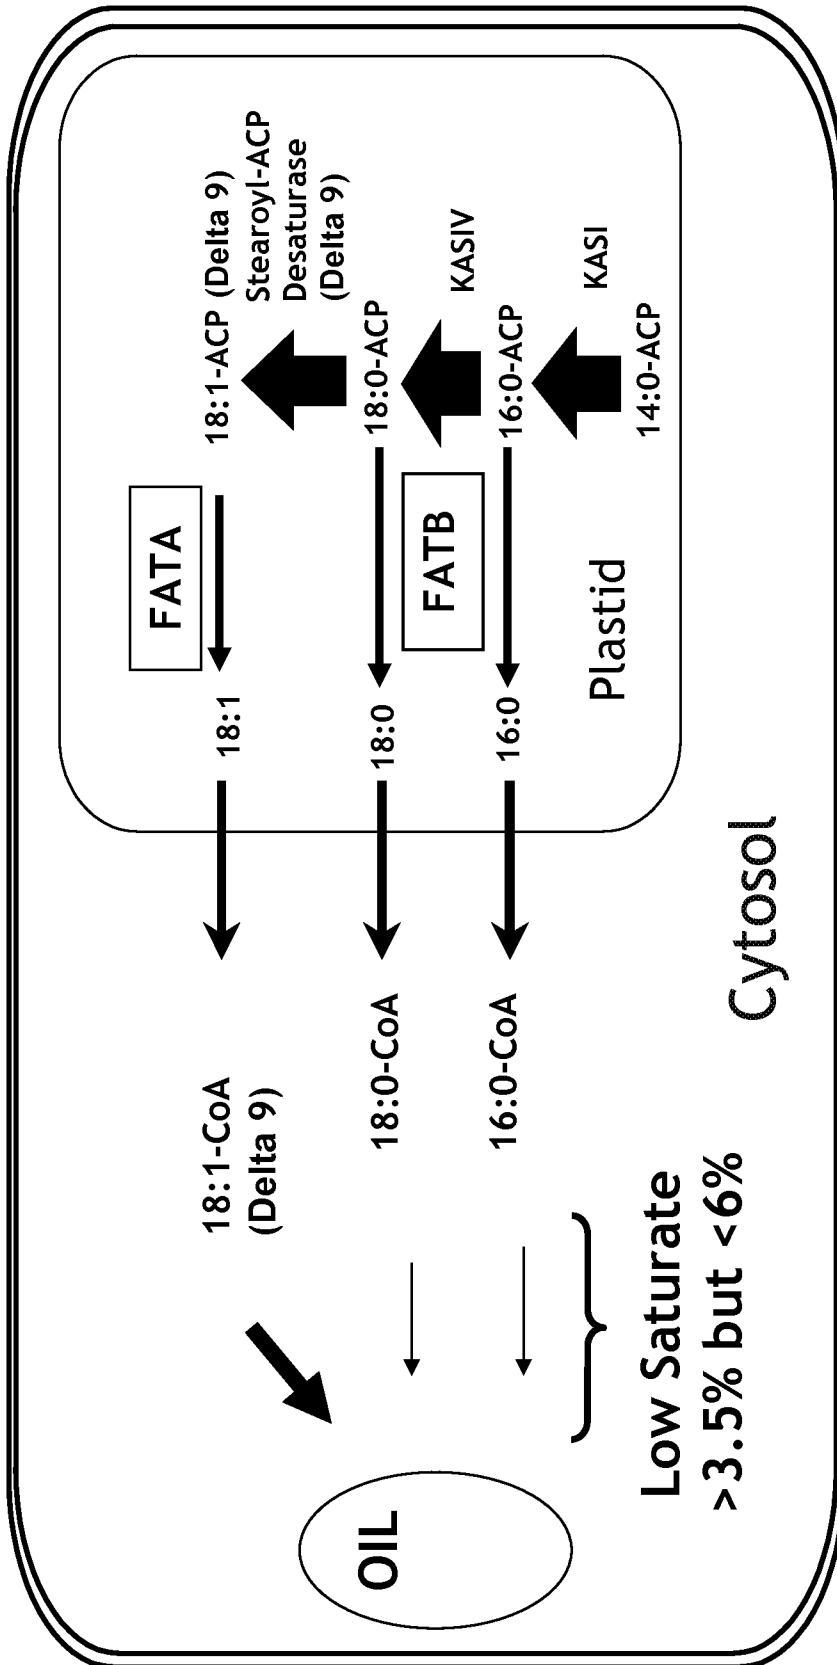 18:1-ACP (Delta 9)
Stearoyl-ACP
Desaturase
(Delta 9)
18:0-ACP
KASIV
16:0-ACP
KASI
14:0-ACP
FATA
FATB
18:1
18:0
16:0
Plastid
18:1-CoA
(Delta 9)
18:0-CoA
16:0-CoA
Cytosol
OIL
Low Saturate
>3.5% but <6%